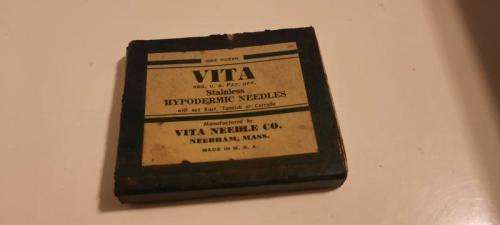 ONE DOZEN
VITA
REG. U. S. PAT. OFF.
Stainless
HYPODERMIC NEEDLES
will not Rust, Tarnish or Corrode
Manufactured by
VITA NEEDLE CO.
NEEDHAM, MASS.
MADE IN U. S. A.